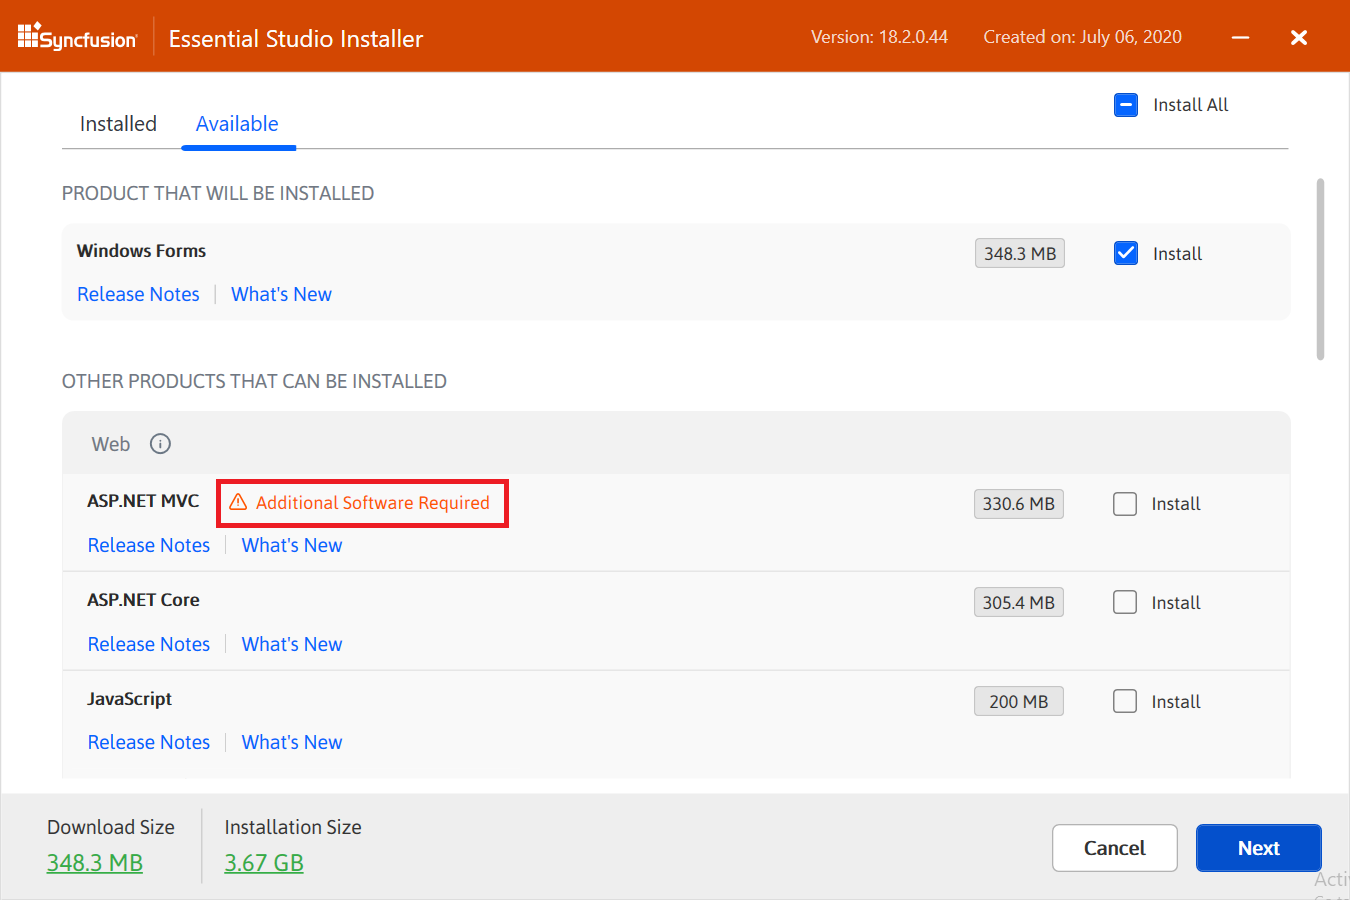 Syncfusion Essential Studio Installer Version: 18.2.0.44 Created on: July 06, 2020
Install All
Installed Available
PRODUCT THAT WILL BE INSTALLED
Windows Forms 348.3 MB Install
Release Notes What's New
OTHER PRODUCTS THAT CAN BE INSTALLED
Web
ASP.NET MVC Additional Software Required 330.6 MB Install
Release Notes What's New
ASP.NET Core 305.4 MB Install
Release Notes What's New
JavaScript 200 MB Install
Release Notes What's New
Download Size Installation Size
348.3 MB 3.67 GB
Cancel Next
Acti